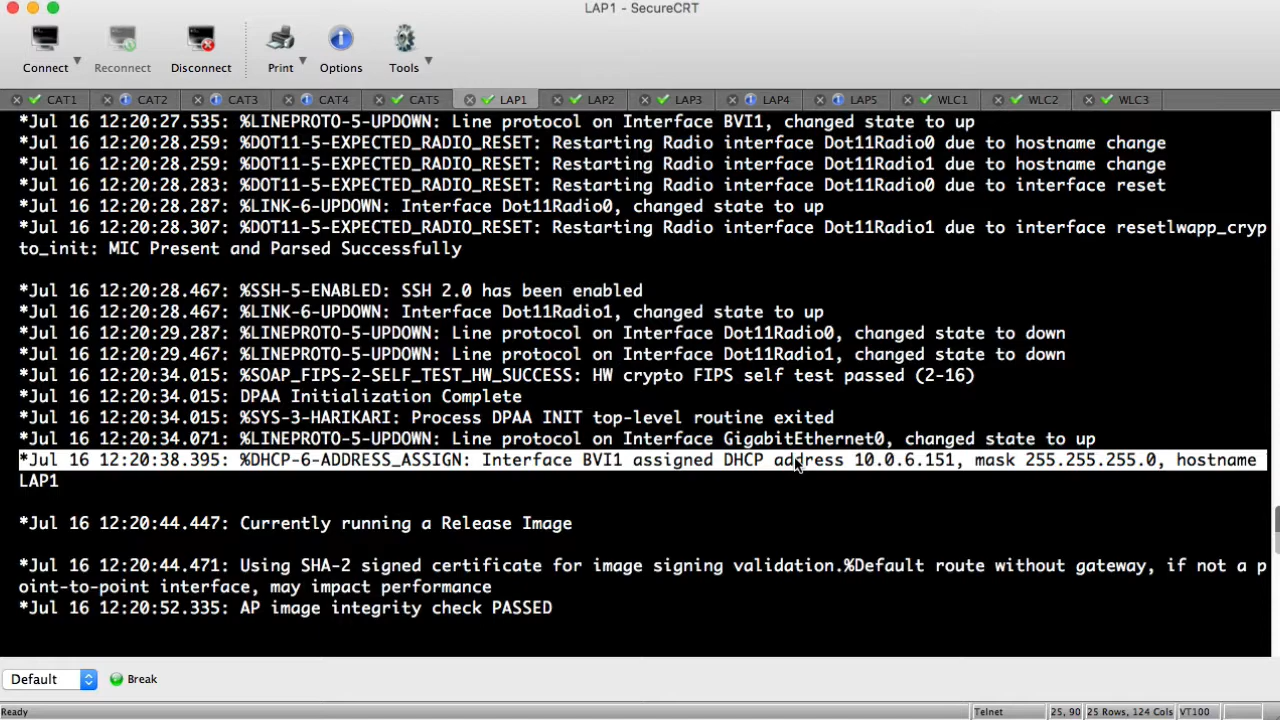 LAP1 - SecureCRT
Connect
Reconnect
Disconnect
Print
Options
Tools
CAT1
CAT2
CAT3
CAT4
CAT5
LAP1
LAP2
LAP3
LAP4
LAP5
WLC1
WLC2
WLC3
*Jul 16 12:20:27.535: %LINEPROTO-5-UPDOWN: Line protocol on Interface BVI1, changed state to up
*Jul 16 12:20:28.259: %DOT11-5-EXPECTED_RADIO_RESET: Restarting Radio interface Dot11Radio0 due to hostname change
*Jul 16 12:20:28.259: %DOT11-5-EXPECTED_RADIO_RESET: Restarting Radio interface Dot11Radio1 due to hostname change
*Jul 16 12:20:28.283: %DOT11-5-EXPECTED_RADIO_RESET: Restarting Radio interface Dot11Radio0 due to interface reset
*Jul 16 12:20:28.287: %LINK-6-UPDOWN: Interface Dot11Radio0, changed state to up
*Jul 16 12:20:28.307: %DOT11-5-EXPECTED_RADIO_RESET: Restarting Radio interface Dot11Radio1 due to interface resetlwapp_cryp
to_init: MIC Present and Parsed Successfully
*Jul 16 12:20:28.467: %SSH-5-ENABLED: SSH 2.0 has been enabled
*Jul 16 12:20:28.467: %LINK-6-UPDOWN: Interface Dot11Radio1, changed state to up
*Jul 16 12:20:29.287: %LINEPROTO-5-UPDOWN: Line protocol on Interface Dot11Radio0, changed state to down
*Jul 16 12:20:29.467: %LINEPROTO-5-UPDOWN: Line protocol on Interface Dot11Radio1, changed state to down
*Jul 16 12:20:34.015: %SOAP_FIPS-2-SELF_TEST_HW_SUCCESS: HW crypto FIPS self test passed (2-16)
*Jul 16 12:20:34.015: DPAA Initialization Complete
*Jul 16 12:20:34.015: %SYS-3-HARIKARI: Process DPAA INIT top-level routine exited
*Jul 16 12:20:34.071: %LINEPROTO-5-UPDOWN: Line protocol on Interface GigabitEthernet0, changed state to up
*Jul 16 12:20:38.395: %DHCP-6-ADDRESS_ASSIGN: Interface BVI1 assigned DHCP address 10.0.6.151, mask 255.255.255.0, hostname
LAP1
*Jul 16 12:20:44.447: Currently running a Release Image
*Jul 16 12:20:44.471: Using SHA-2 signed certificate for image signing validation.%Default route without gateway, if not a p
oint-to-point interface, may impact performance
*Jul 16 12:20:52.335: AP image integrity check PASSED
Default
Break
Ready
Telnet
25, 90
25 Rows, 124 Cols
VT100